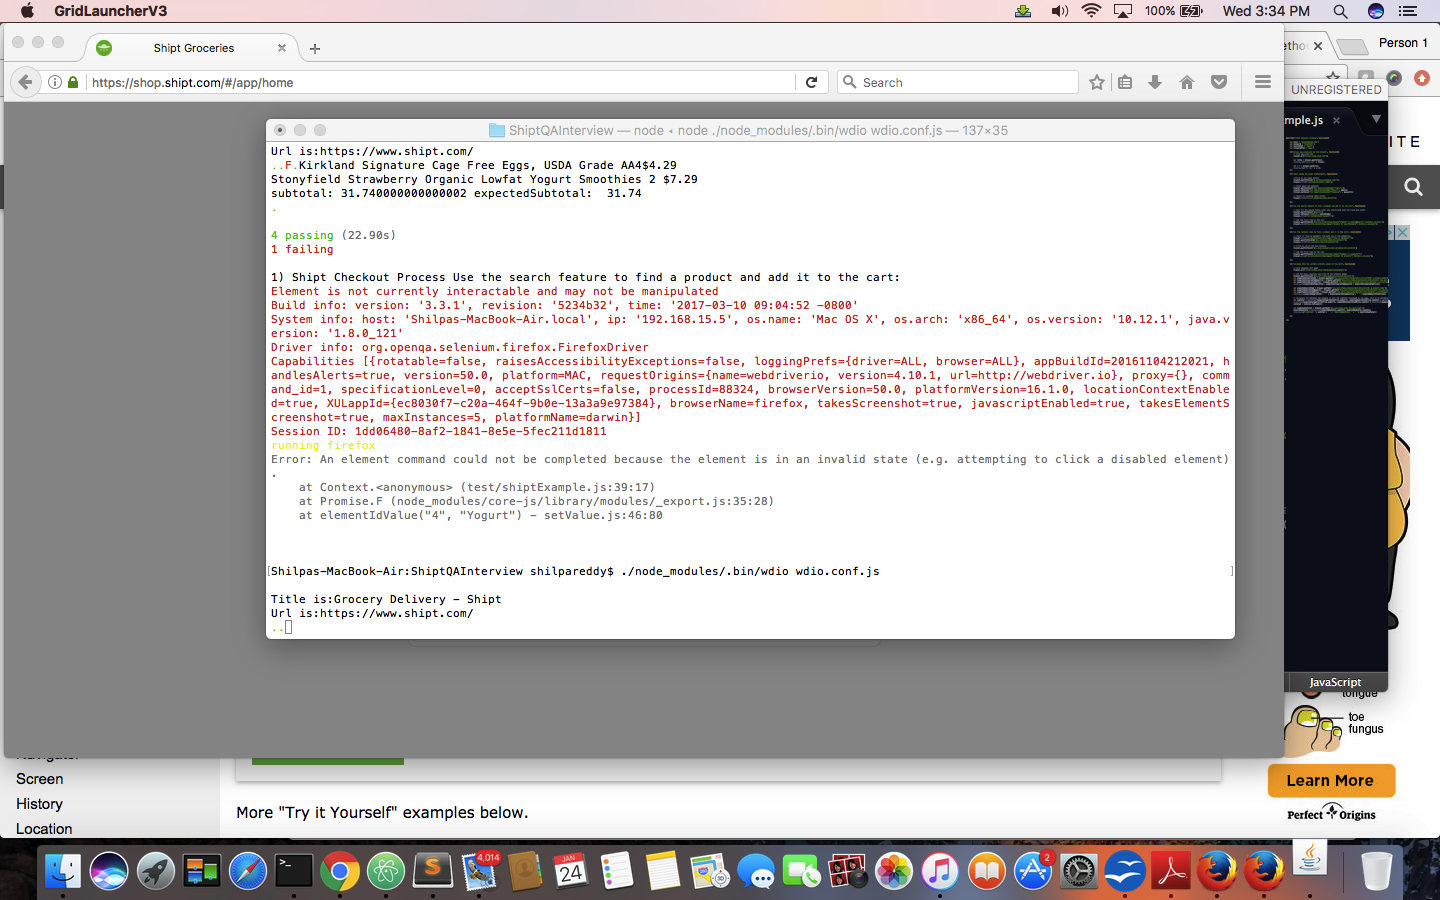 GridLauncherV3
100%
Wed 3:34 PM
Shipt Groceries
Person 1
https://shop.shipt.com/#/app/home
Search
UNREGISTERED
mple.js
ITE
ShiptQAInterview — node • node ./node_modules/.bin/wdio wdio.conf.js — 137×35
Url is:https://www.shipt.com/
..F.Kirkland Signature Cage Free Eggs, USDA Grade AA4$4.29
Stonyfield Strawberry Organic Lowfat Yogurt Smoothies 2 $7.29
subtotal: 31.740000000000002 expectedSubtotal:  31.74
.
4 passing (22.90s)
1 failing
1) Shipt Checkout Process Use the search feature to find a product and add it to the cart:
Element is not currently interactable and may not be manipulated
Build info: version: '3.3.1', revision: '5234b32', time: '2017-03-10 09:04:52 -0800'
System info: host: 'Shilpas-MacBook-Air.local', ip: '192.168.15.5', os.name: 'Mac OS X', os.arch: 'x86_64', os.version: '10.12.1', java.v
ersion: '1.8.0_121'
Driver info: org.openqa.selenium.firefox.FirefoxDriver
Capabilities [{rotatable=false, raisesAccessibilityExceptions=false, loggingPrefs={driver=ALL, browser=ALL}, appBuildId=20161104212021, h
andlesAlerts=true, version=50.0, platform=MAC, requestOrigins={name=webdriverio, version=4.10.1, url=http://webdriver.io}, proxy={}, comm
and_id=1, specificationLevel=0, acceptSslCerts=false, processId=88324, browserVersion=50.0, platformVersion=16.1.0, locationContextEnable
d=true, XULappId={ec8030f7-c20a-464f-9b0e-13a3a9e97384}, browserName=firefox, takesScreenshot=true, javascriptEnabled=true, takesElementS
creenshot=true, maxInstances=5, platformName=darwin}]
Session ID: 1dd06480-8af2-1841-8e5e-5fec211d1811
running firefox
Error: An element command could not be completed because the element is in an invalid state (e.g. attempting to click a disabled element)
.
at Context.<anonymous> (test/shiptExample.js:39:17)
at Promise.F (node_modules/core-js/library/modules/_export.js:35:28)
at elementIdValue("4", "Yogurt") - setValue.js:46:80
[Shilpas-MacBook-Air:ShiptQAInterview shilpareddy$ ./node_modules/.bin/wdio wdio.conf.js ]
Title is:Grocery Delivery - Shipt
Url is:https://www.shipt.com/
..
JavaScript
tongue
toe
fungus
Learn More
Perfect Origins
Navigator
Screen
History
Location
More "Try it Yourself" examples below.
4,014
JAN
24
2